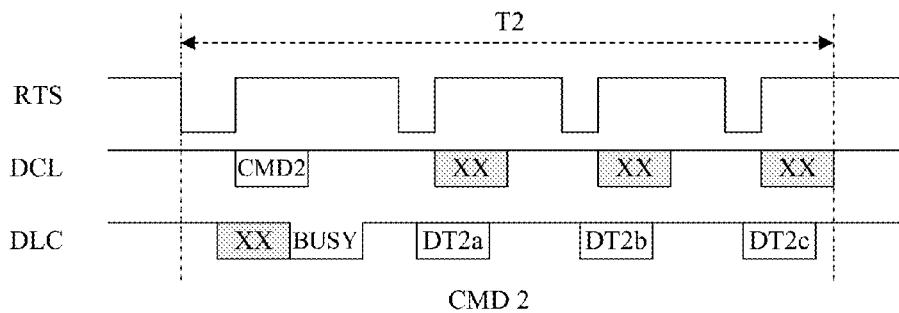 T2
RTS
DCL CMD2 XX XX XX
DLC XX BUSY DT2a DT2b DT2c
CMD 2